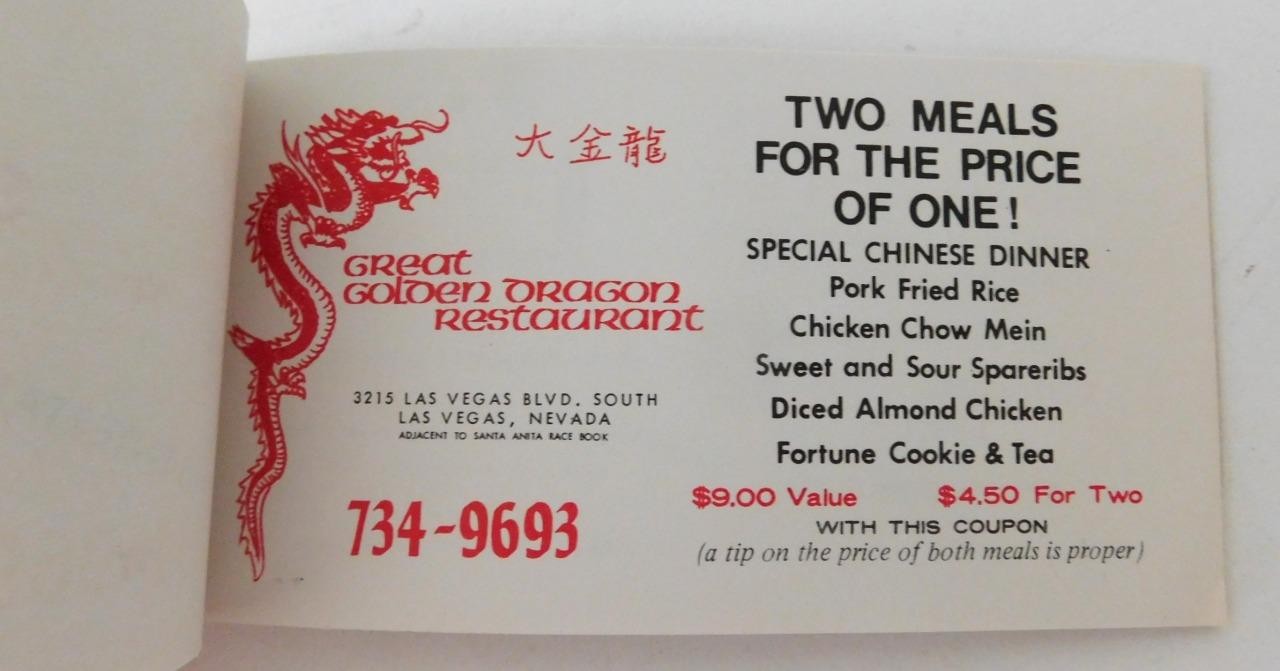 大金龍
GREAT
GOLDEN DRAGON
RESTAURANT
3215 LAS VEGAS BLVD. SOUTH
LAS VEGAS, NEVADA
ADJACENT TO SANTA ANITA RACE BOOK
734-9693
TWO MEALS
FOR THE PRICE
OF ONE!
SPECIAL CHINESE DINNER
Pork Fried Rice
Chicken Chow Mein
Sweet and Sour Spareribs
Diced Almond Chicken
Fortune Cookie & Tea
$9.00 Value $4.50 For Two
WITH THIS COUPON
(a tip on the price of both meals is proper)